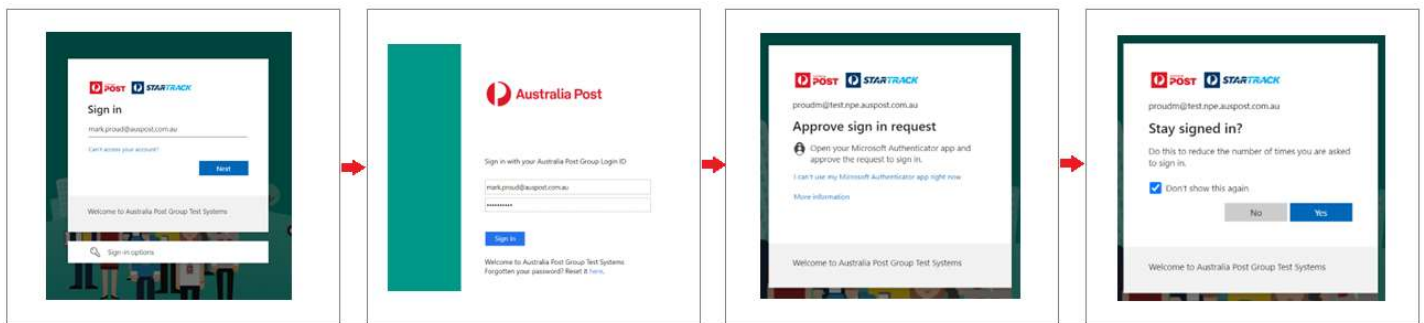 POST STARTRACK
Sign in
mark.proud@auspost.com.au
Can't access your account?
Next
Welcome to Australia Post Group Test Systems
Sign-in options
Australia Post
Sign in with your Australia Post Group Login ID
mark.proud@auspost.com.au
••••••••••
Sign in
Welcome to Australia Post Group Test Systems
Forgotten your password? Reset it here.
POST STARTRACK
proudm@test.npe.auspost.com.au
Approve sign in request
Open your Microsoft Authenticator app and
approve the request to sign in.
I can't use my Microsoft Authenticator app right now
More information
Welcome to Australia Post Group Test Systems
POST STARTRACK
proudm@test.npe.auspost.com.au
Stay signed in?
Do this to reduce the number of times you are asked
to sign in.
Don't show this again
No Yes
Welcome to Australia Post Group Test Systems